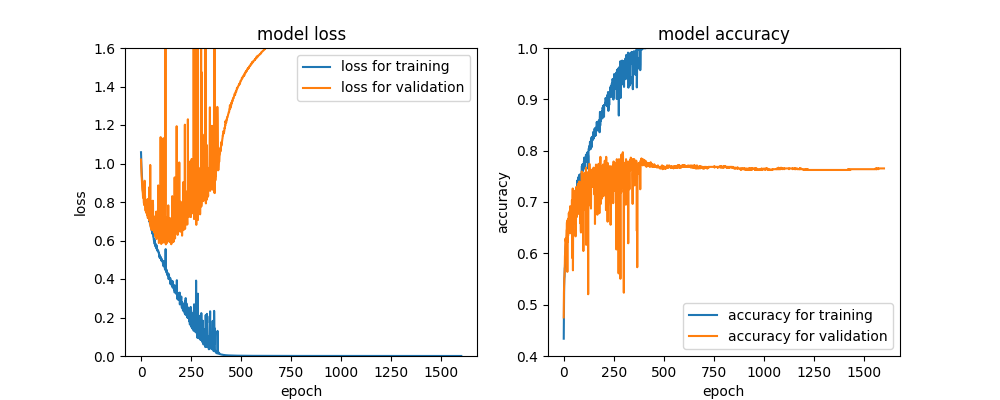 model loss
1.6
1.4
1.2
1.0
0.8
0.6
0.4
0.2
0.0
loss
0 250 500 750 1000 1250 1500
epoch
loss for training
loss for validation
model accuracy
1.0
0.9
0.8
0.7
0.6
0.5
0.4
accuracy
0 250 500 750 1000 1250 1500
epoch
accuracy for training
accuracy for validation